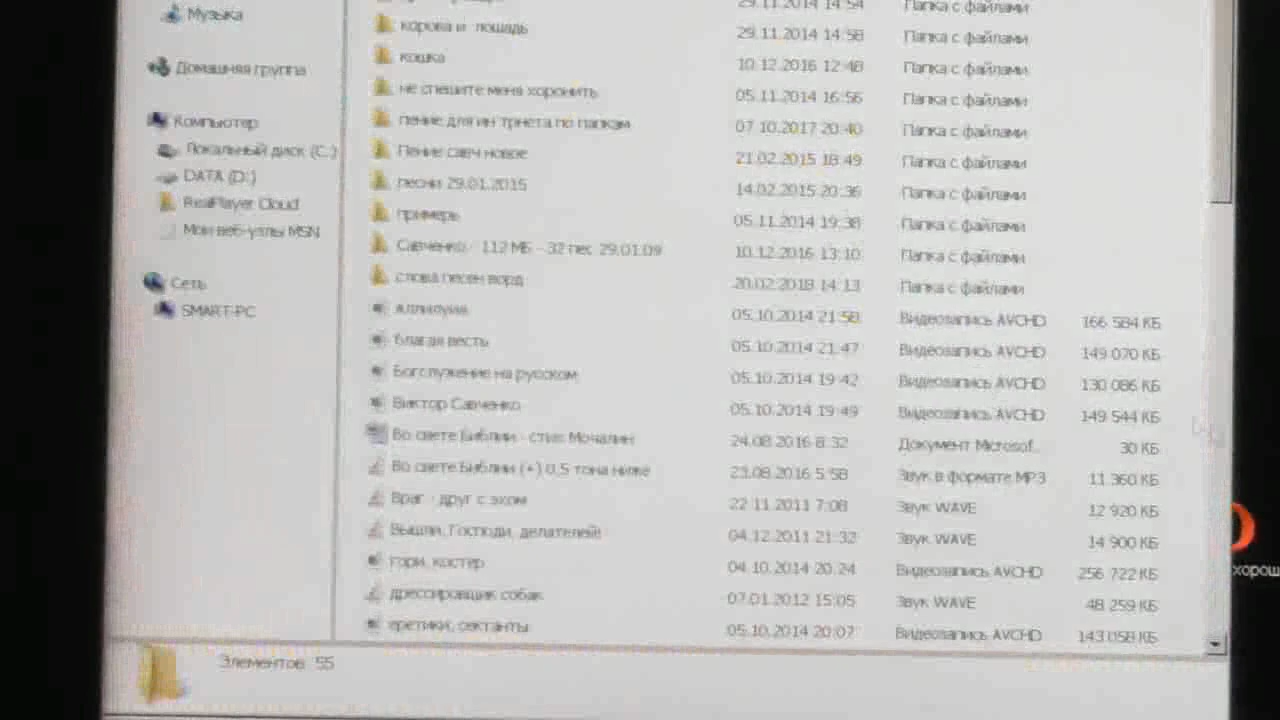 Музыка
Домашняя группа
Компьютер
Локальный диск (C:)
DATA (D:)
RealPlayer Cloud
Мои веб-узлы MSN
Сеть
SMART-PC
29.11.2014 14:54 Папка с файлами
корова и лошадь 29.11.2014 14:58 Папка с файлами
кошка 10.12.2016 12:48 Папка с файлами
не спешите меня хоронить 05.11.2014 16:56 Папка с файлами
пение для ин трнета по папкам 07.10.2017 20:40 Папка с файлами
Пение савч новое 21.02.2015 18:49 Папка с файлами
песни 29.01.2015 14.02.2015 20:36 Папка с файлами
примерь 05.11.2014 19:38 Папка с файлами
Савченко - 112 МБ - 32 пес 29.01.09 10.12.2016 13:10 Папка с файлами
слова песен ворд 20.02.2018 14:13 Папка с файлами
аллилуия 05.10.2014 21:58 Видеозапись AVCHD 166 584 КБ
благая весть 05.10.2014 21:47 Видеозапись AVCHD 149 070 КБ
Богслужение на русском 05.10.2014 19:42 Видеозапись AVCHD 130 086 КБ
Виктор Савченко 05.10.2014 19:49 Видеозапись AVCHD 149 544 КБ
Во свете Библии - стих Мочалин 24.08.2016 8:32 Документ Microsof... 30 КБ
Во свете Библии (+) 0,5 тона ниже 23.08.2016 5:58 Звук в формате MP3 11 360 КБ
Враг - друг с эхом 22.11.2011 7:08 Звук WAVE 12 920 КБ
Вышли, Господи, делателей! 04.12.2011 21:32 Звук WAVE 14 900 КБ
гори, костер 04.10.2014 20:24 Видеозапись AVCHD 256 722 КБ
дрессировщик собак 07.01.2012 15:05 Звук WAVE 48 259 КБ
еретики, сектанты 05.10.2014 20:07 Видеозапись AVCHD 143 058 КБ
Элементов: 55
хорош